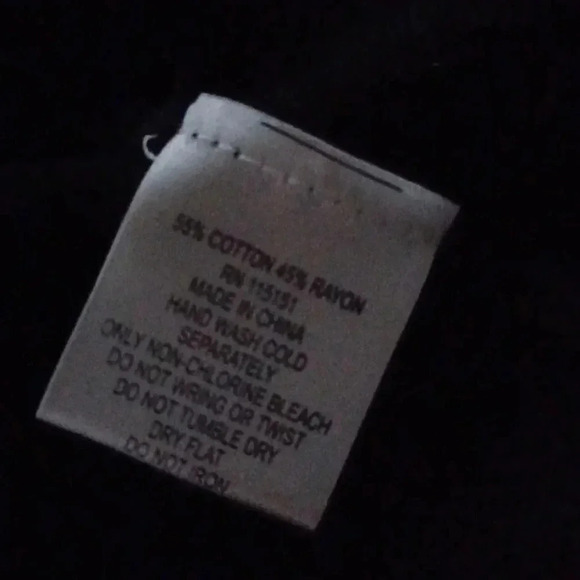 55% COTTON 45% RAYON
RN 115151
MADE IN CHINA
HAND WASH COLD
SEPARATELY
ONLY NON-CHLORINE BLEACH
DO NOT WRING OR TWIST
DO NOT TUMBLE DRY
DRY FLAT
DO NOT IRON